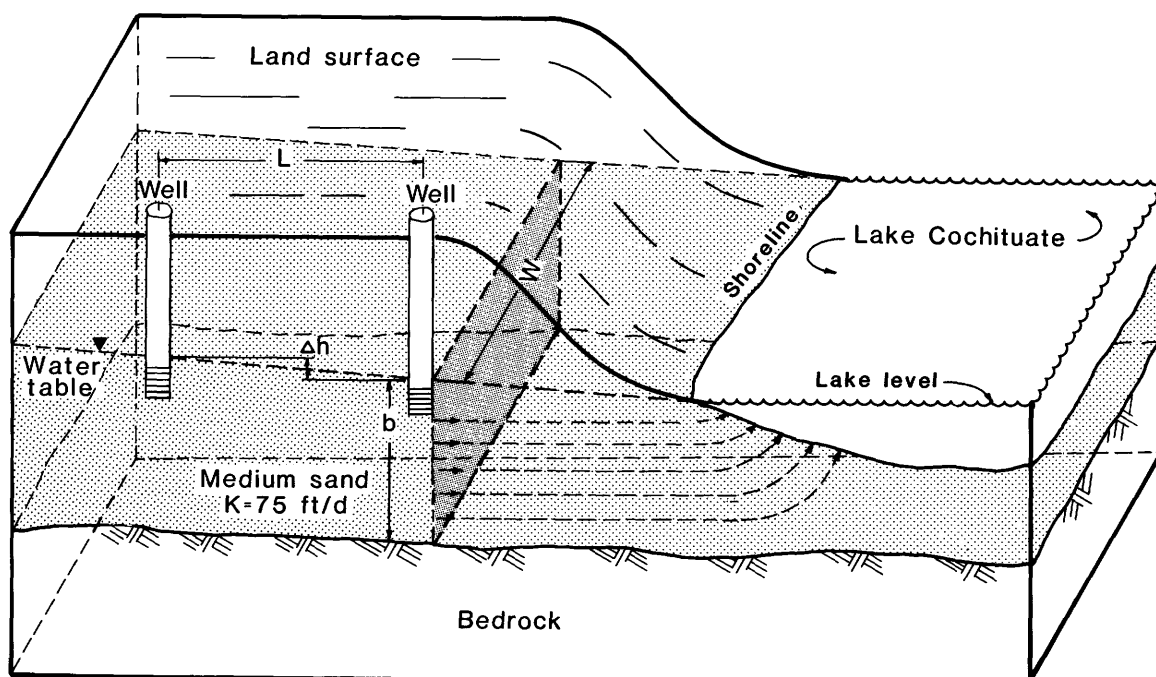 Land surface
L
Well
Well
W
Shoreline
Lake Cochituate
Δh
Water
table
Lake level
b
Medium sand
K=75 ft/d
Bedrock